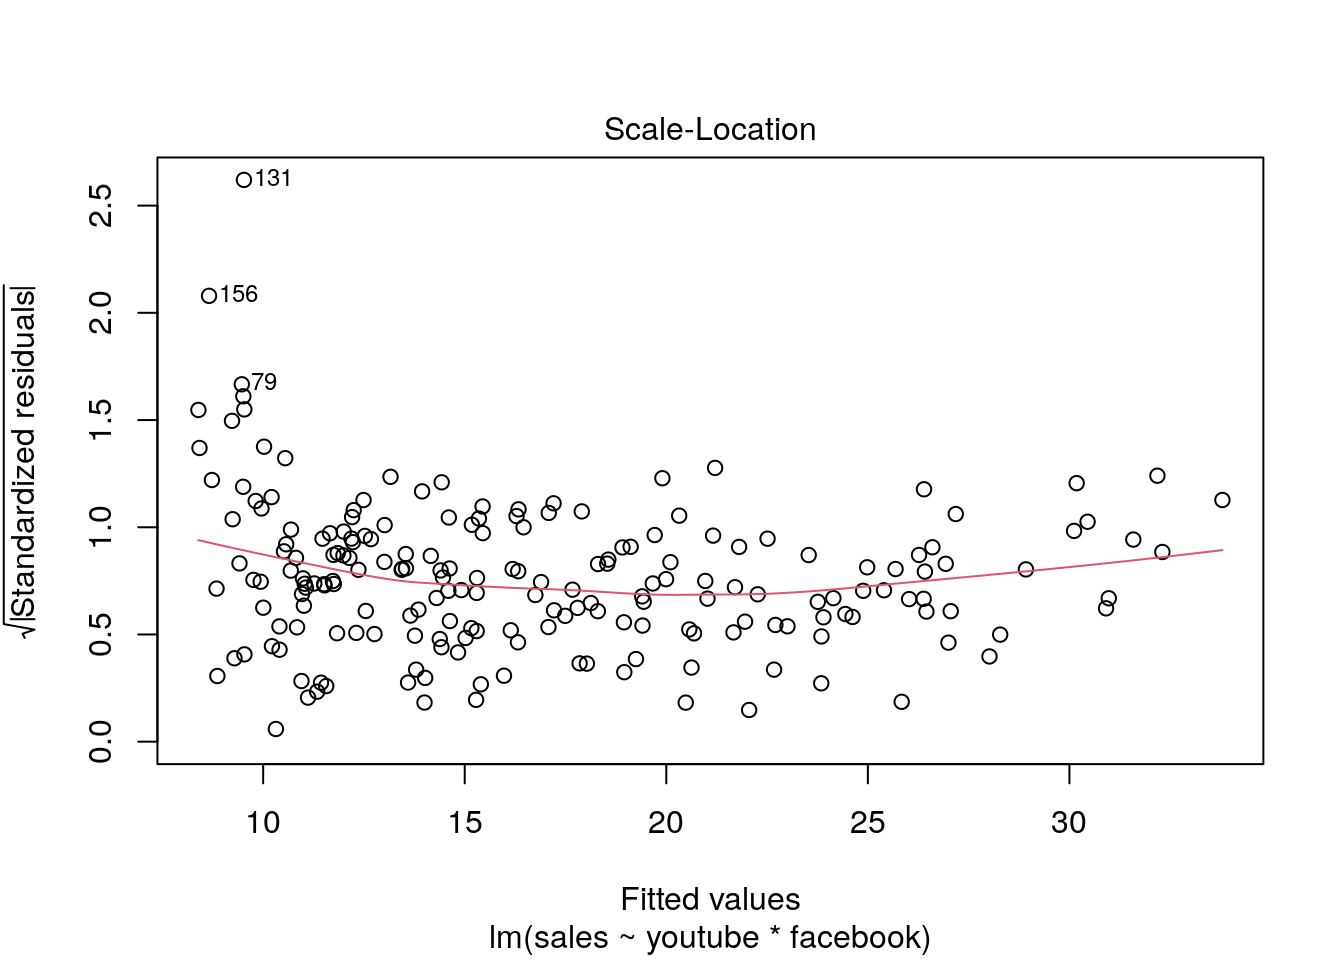 Scale-Location
√|Standardized residuals|
2.5
2.0
1.5
1.0
0.5
0.0
131
156
79
10 15 20 25 30
Fitted values
lm(sales ~ youtube * facebook)